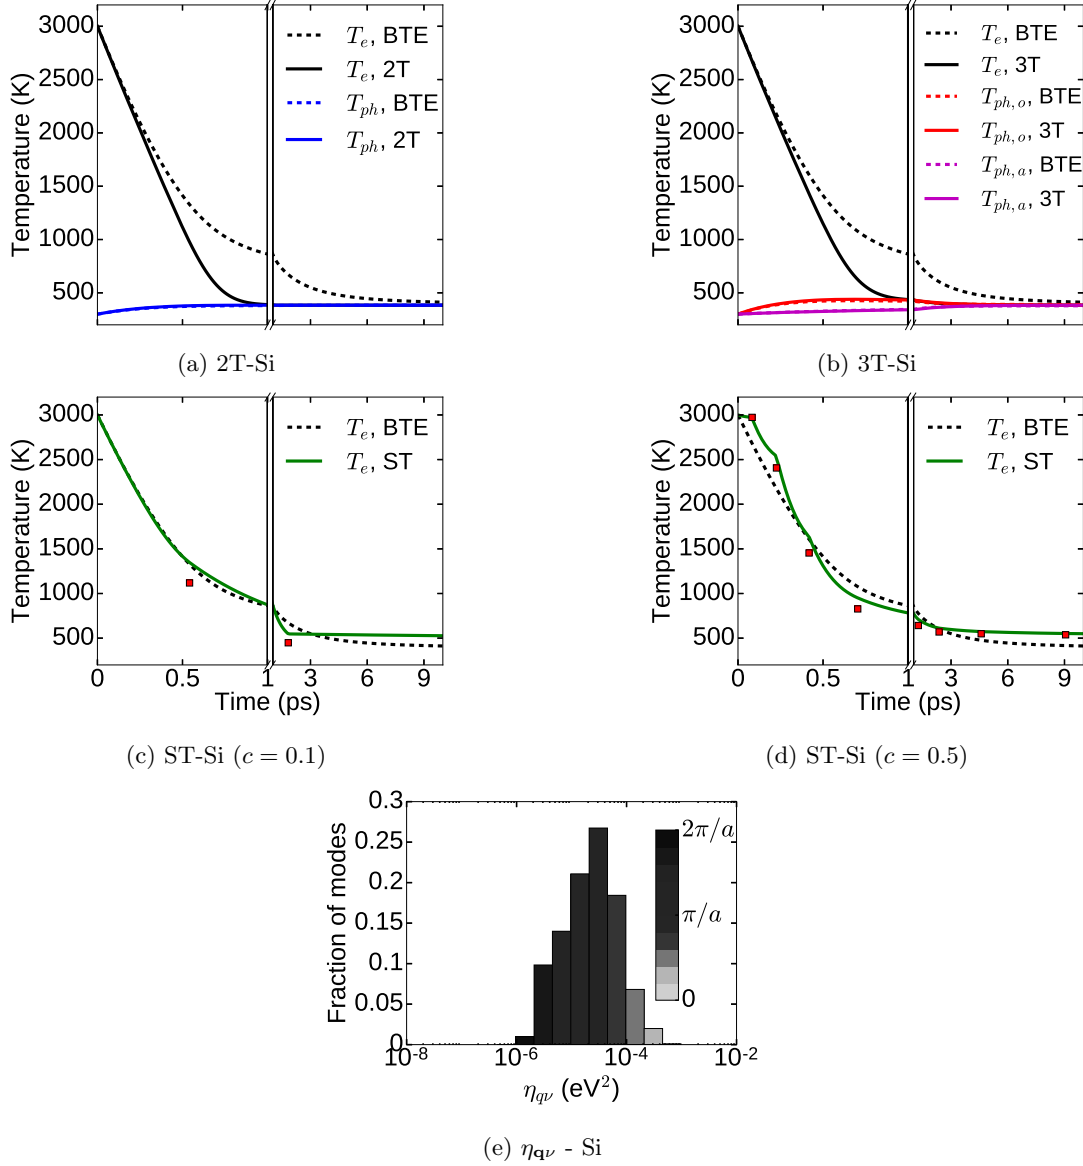 3000
2500
2000
1500
1000
500
Temperature (K)
T_e, BTE
T_e, 2T
T_ph, BTE
T_ph, 2T
(a) 2T-Si
3000
2500
2000
1500
1000
500
Temperature (K)
T_e, BTE
T_e, 3T
T_ph,o, BTE
T_ph,o, 3T
T_ph,a, BTE
T_ph,a, 3T
(b) 3T-Si
3000
2500
2000
1500
1000
500
Temperature (K)
T_e, BTE
T_e, ST
0 0.5 1 3 6 9
Time (ps)
(c) ST-Si (c = 0.1)
3000
2500
2000
1500
1000
500
Temperature (K)
T_e, BTE
T_e, ST
0 0.5 1 3 6 9
Time (ps)
(d) ST-Si (c = 0.5)
0.3
0.25
0.2
0.15
0.1
0.05
0
Fraction of modes
2π/a
π/a
0
10^-8 10^-6 10^-4 10^-2
η_qν (eV²)
(e) η_qν - Si